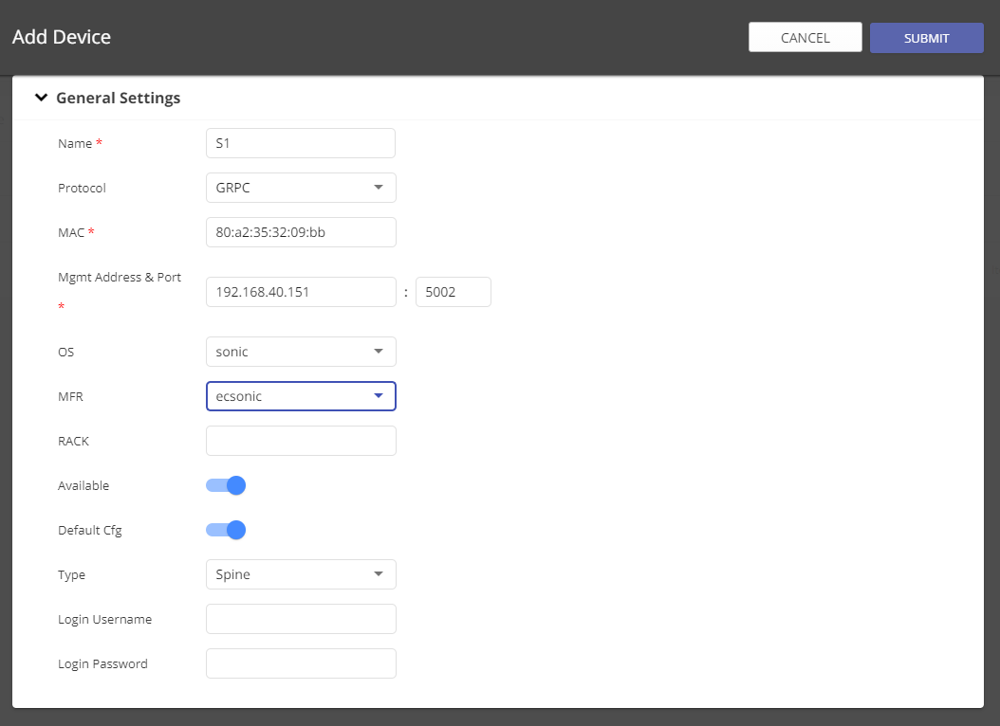 Add Device
CANCEL
SUBMIT
General Settings
Name *
S1
Protocol
GRPC
MAC *
80:a2:35:32:09:bb
Mgmt Address & Port
*
192.168.40.151 : 5002
OS
sonic
MFR
ecsonic
RACK
Available
Default Cfg
Type
Spine
Login Username
Login Password